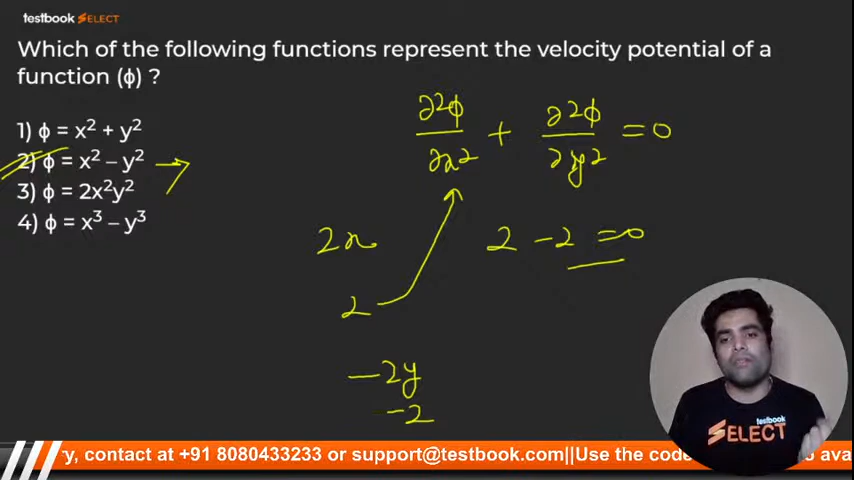 testbook SELECT
Which of the following functions represent the velocity potential of a
function (ϕ) ?
1) ϕ = x² + y²
2) ϕ = x² – y²
3) ϕ = 2x²y²
4) ϕ = x³ – y³
∂²ϕ/∂x² + ∂²ϕ/∂y² = 0
2x
2 – 2 = 0
2
– 2y
– 2
testbook
SELECT
y, contact at +91 8080433233 or support@testbook.com||Use the code
ava